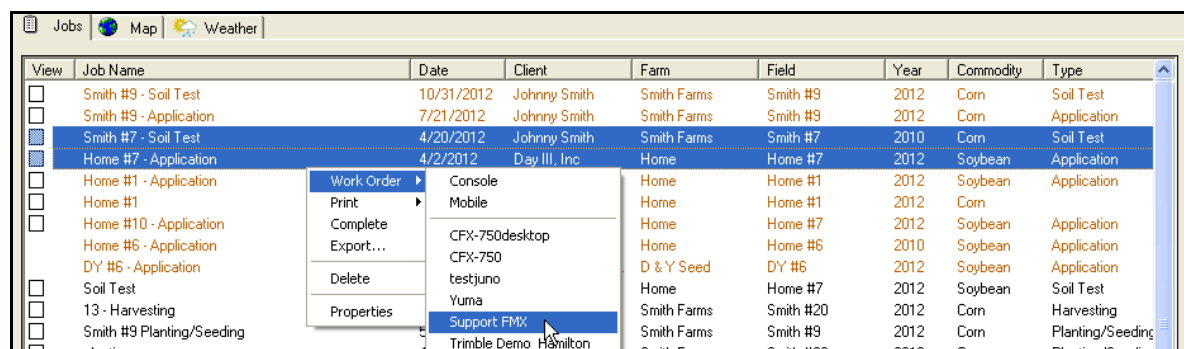 Jobs Map Weather
View Job Name Date Client Farm Field Year Commodity Type
Smith #9 - Soil Test 10/31/2012 Johnny Smith Smith Farms Smith #9 2012 Corn Soil Test
Smith #9 - Application 7/21/2012 Johnny Smith Smith Farms Smith #9 2012 Corn Application
Smith #7 - Soil Test 4/20/2012 Johnny Smith Smith Farms Smith #7 2010 Corn Soil Test
Home #7 - Application 4/2/2012 Day III, Inc Home Home #7 2012 Soybean Application
Home #1 - Application Work Order Console Home Home #1 2012 Soybean Application
Home #1 Print Mobile Home Home #1 2012 Corn
Home #10 - Application Complete CFX-750desktop Home Home #7 2012 Soybean Application
Home #6 - Application Export... CFX-750 Home Home #6 2010 Soybean Application
DY #6 - Application Delete testjuno D & Y Seed DY #6 2012 Soybean Application
Soil Test Yuma Home Home #7 2012 Soybean Soil Test
13 - Harvesting Properties Support FMX Smith Farms Smith #20 2012 Corn Harvesting
Smith #9 Planting/Seeding Trimble Demo Hamilton Smith Farms Smith #9 2012 Corn Planting/Seeding